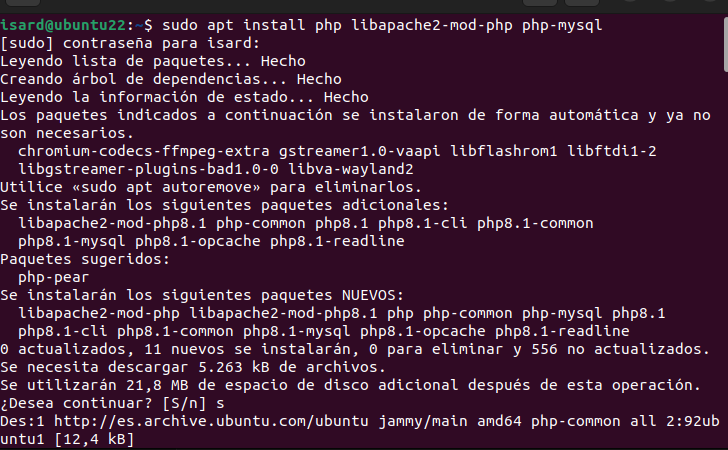 isard@ubuntu22:~$ sudo apt install php libapache2-mod-php php-mysql
[sudo] contraseña para isard:
Leyendo lista de paquetes... Hecho
Creando árbol de dependencias... Hecho
Leyendo la información de estado... Hecho
Los paquetes indicados a continuación se instalaron de forma automática y ya no
son necesarios.
  chromium-codecs-ffmpeg-extra gstreamer1.0-vaapi libflashrom1 libftdi1-2
  libgstreamer-plugins-bad1.0-0 libva-wayland2
Utilice «sudo apt autoremove» para eliminarlos.
Se instalarán los siguientes paquetes adicionales:
  libapache2-mod-php8.1 php-common php8.1 php8.1-cli php8.1-common
  php8.1-mysql php8.1-opcache php8.1-readline
Paquetes sugeridos:
  php-pear
Se instalarán los siguientes paquetes NUEVOS:
  libapache2-mod-php libapache2-mod-php8.1 php php-common php-mysql php8.1
  php8.1-cli php8.1-common php8.1-mysql php8.1-opcache php8.1-readline
0 actualizados, 11 nuevos se instalarán, 0 para eliminar y 556 no actualizados.
Se necesita descargar 5.263 kB de archivos.
Se utilizarán 21,8 MB de espacio de disco adicional después de esta operación.
¿Desea continuar? [S/n] s
Des:1 http://es.archive.ubuntu.com/ubuntu jammy/main amd64 php-common all 2:92ub
untu1 [12,4 kB]